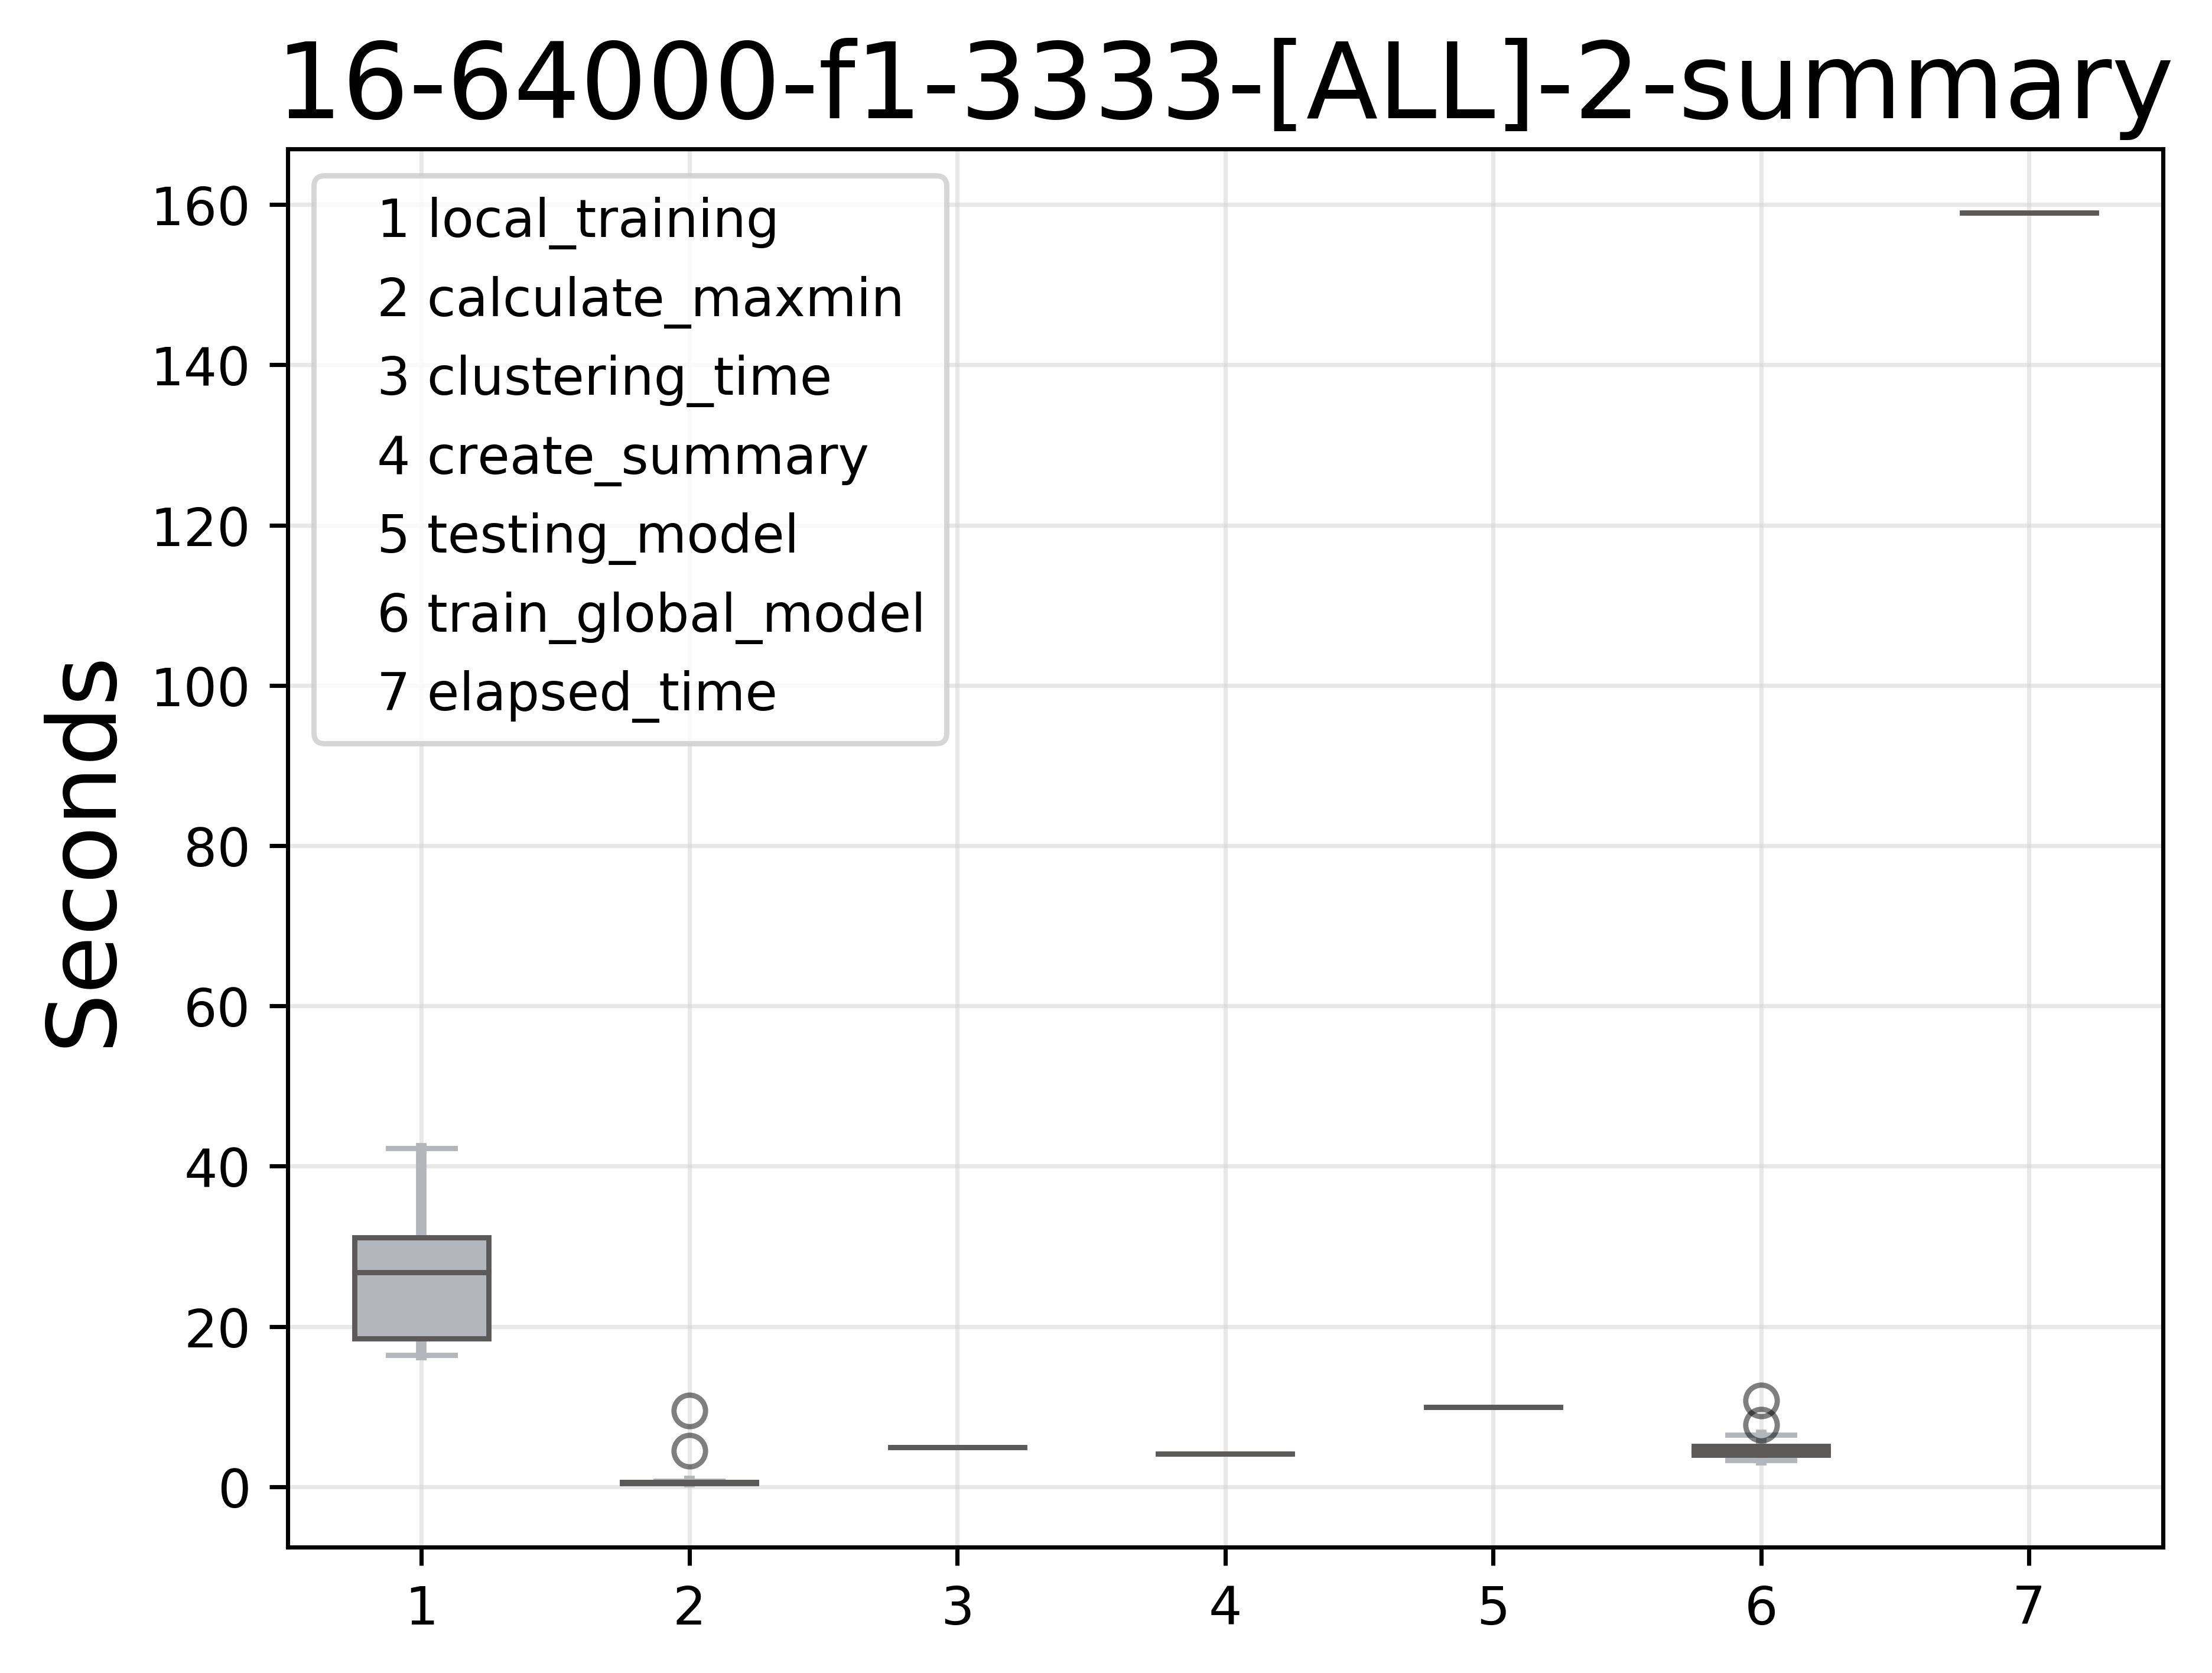 16-64000-f1-3333-[ALL]-2-summary
Seconds
160
140
120
100
80
60
40
20
0
1 local_training
2 calculate_maxmin
3 clustering_time
4 create_summary
5 testing_model
6 train_global_model
7 elapsed_time
1 2 3 4 5 6 7